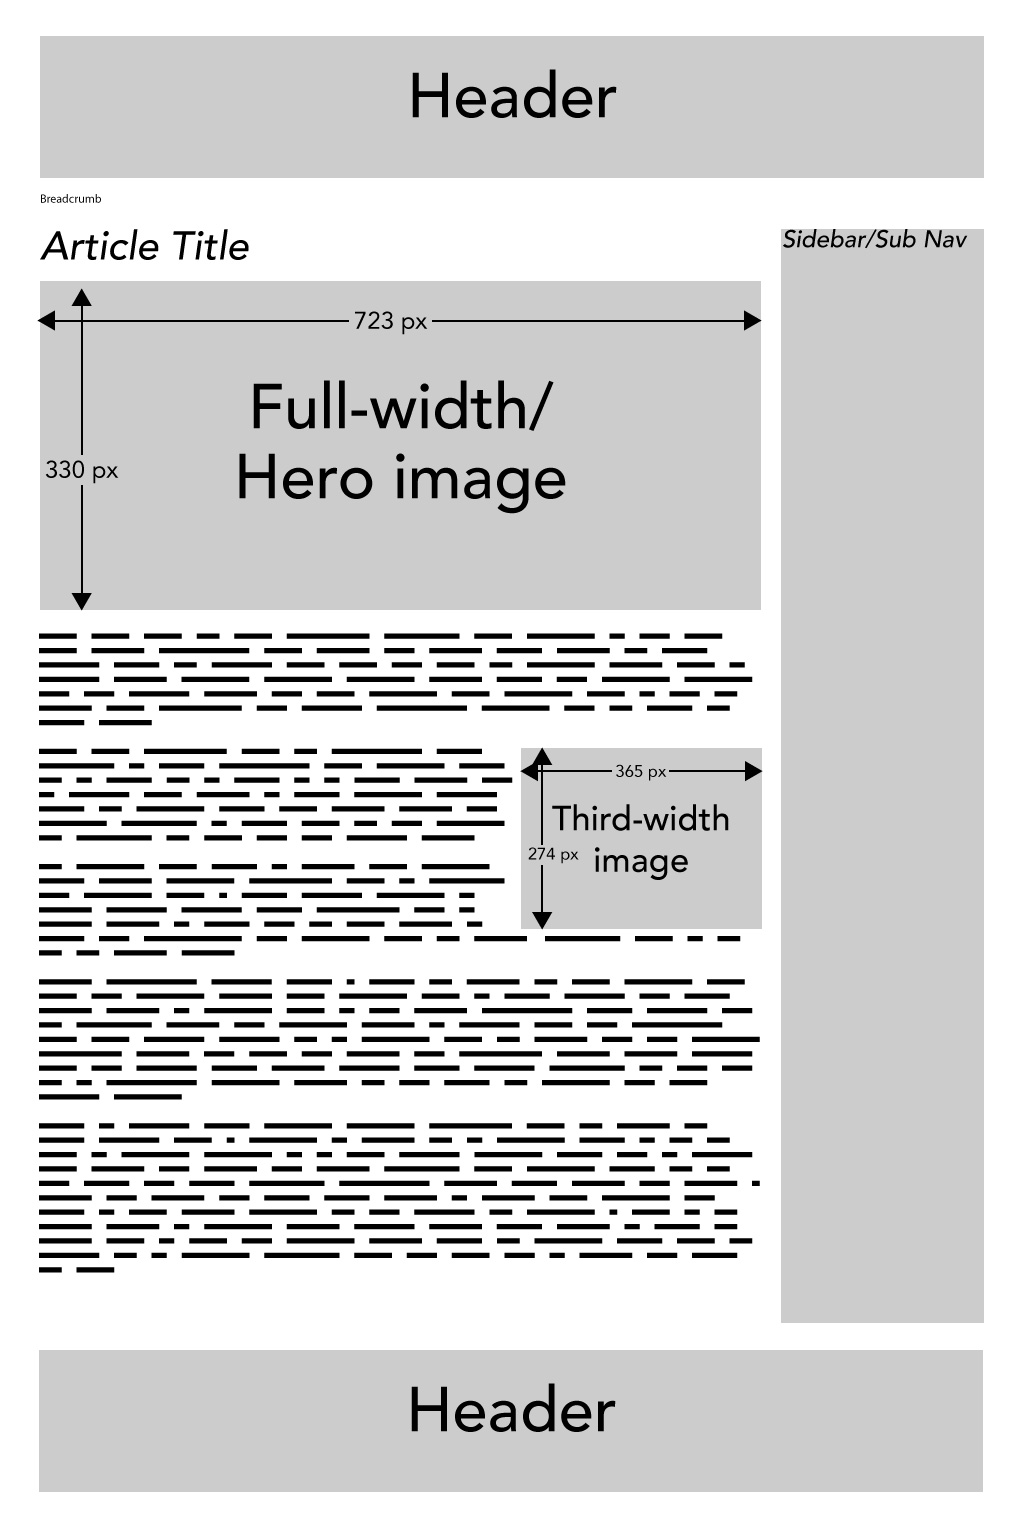 Header
Breadcrumb
Article Title
Sidebar/Sub Nav
723 px
Full-width/
330 px
Hero image
365 px
Third-width
274 px
image
Header